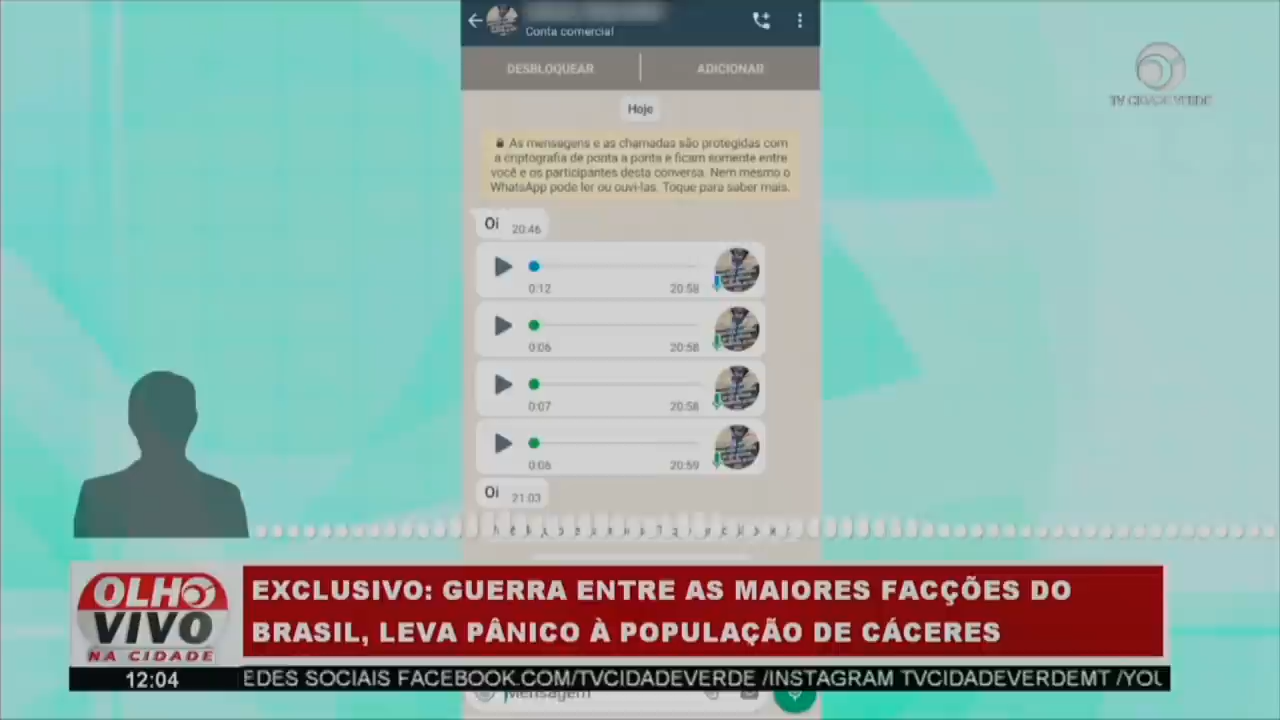 Conta comercial
DESBLOQUEAR
ADICIONAR
TV CIDADE VERDE
Hoje
As mensagens e as chamadas são protegidas com
a criptografia de ponta a ponta e ficam somente entre
você e os participantes desta conversa. Nem mesmo o
WhatsApp pode ler ou ouvi-las. Toque para saber mais.
Oi 20:46
0:12 20:58
0:06 20:58
0:07 20:58
0:06 20:59
Oi 21:03
OLHO
VIVO
NA CIDADE
EXCLUSIVO: GUERRA ENTRE AS MAIORES FACÇÕES DO
BRASIL, LEVA PÂNICO À POPULAÇÃO DE CÁCERES
12:04
EDES SOCIAIS FACEBOOK.COM/TVCIDADEVERDE /INSTAGRAM TVCIDADEVERDEMT /YOU
Mensagem